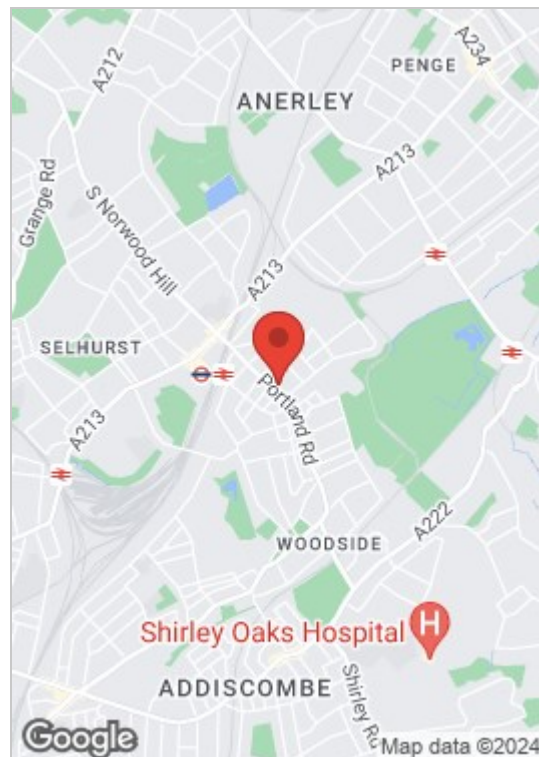 A234
A212
PENGE
ANERLEY
A213
Grange Rd
S Norwood Hill
A213
SELHURST
Portland Rd
A213
A222
WOODSIDE
Shirley Oaks Hospital
H
ADDISCOMBE
Shirley Rd
Google
Map data ©2024